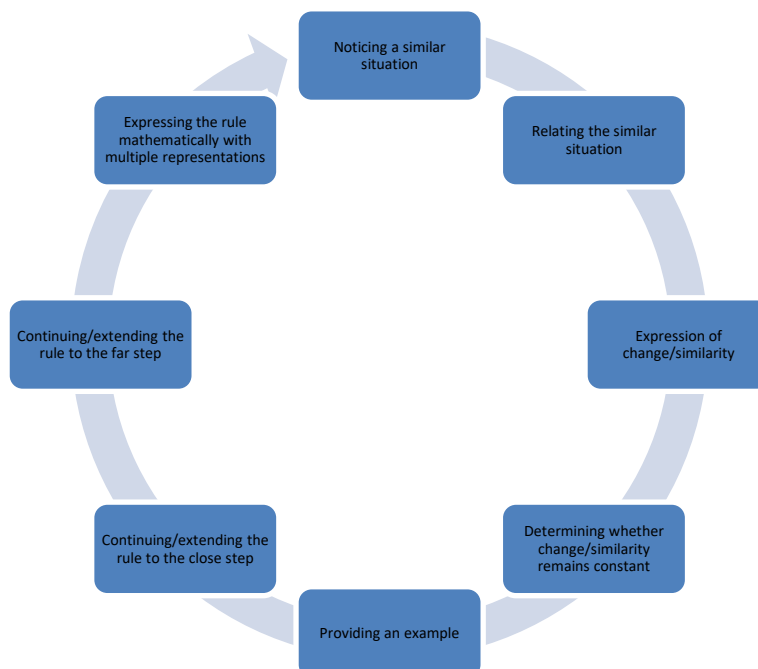 Noticing a similar
situation
Relating the similar
situation
Expression of
change/similarity
Determining whether
change/similarity
remains constant
Providing an example
Continuing/extending the
rule to the close step
Continuing/extending the
rule to the far step
Expressing the rule
mathematically with
multiple representations